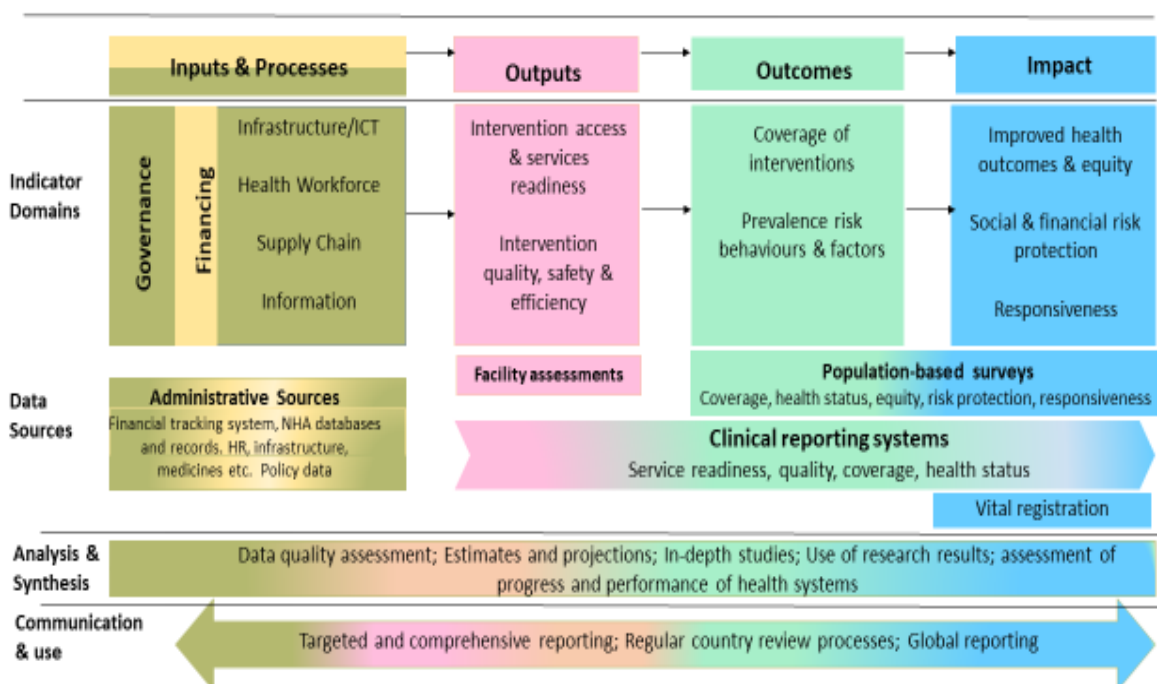 Inputs & Processes
Outputs
Outcomes
Impact
Indicator
Domains
Governance
Financing
Infrastructure/ICT
Health Workforce
Supply Chain
Information
Intervention access
& services
readiness
Intervention
quality, safety &
efficiency
Coverage of
interventions
Prevalence risk
behaviours & factors
Improved health
outcomes & equity
Social & financial risk
protection
Responsiveness
Data
Sources
Administrative Sources
Financial tracking system, NHA databases
and records. HR, infrastructure,
medicines etc. Policy data
Facility assessments
Population-based surveys
Coverage, health status, equity, risk protection, responsiveness
Clinical reporting systems
Service readiness, quality, coverage, health status
Vital registration
Analysis &
Synthesis
Data quality assessment; Estimates and projections; In-depth studies; Use of research results; assessment of
progress and performance of health systems
Communication
& use
Targeted and comprehensive reporting; Regular country review processes; Global reporting